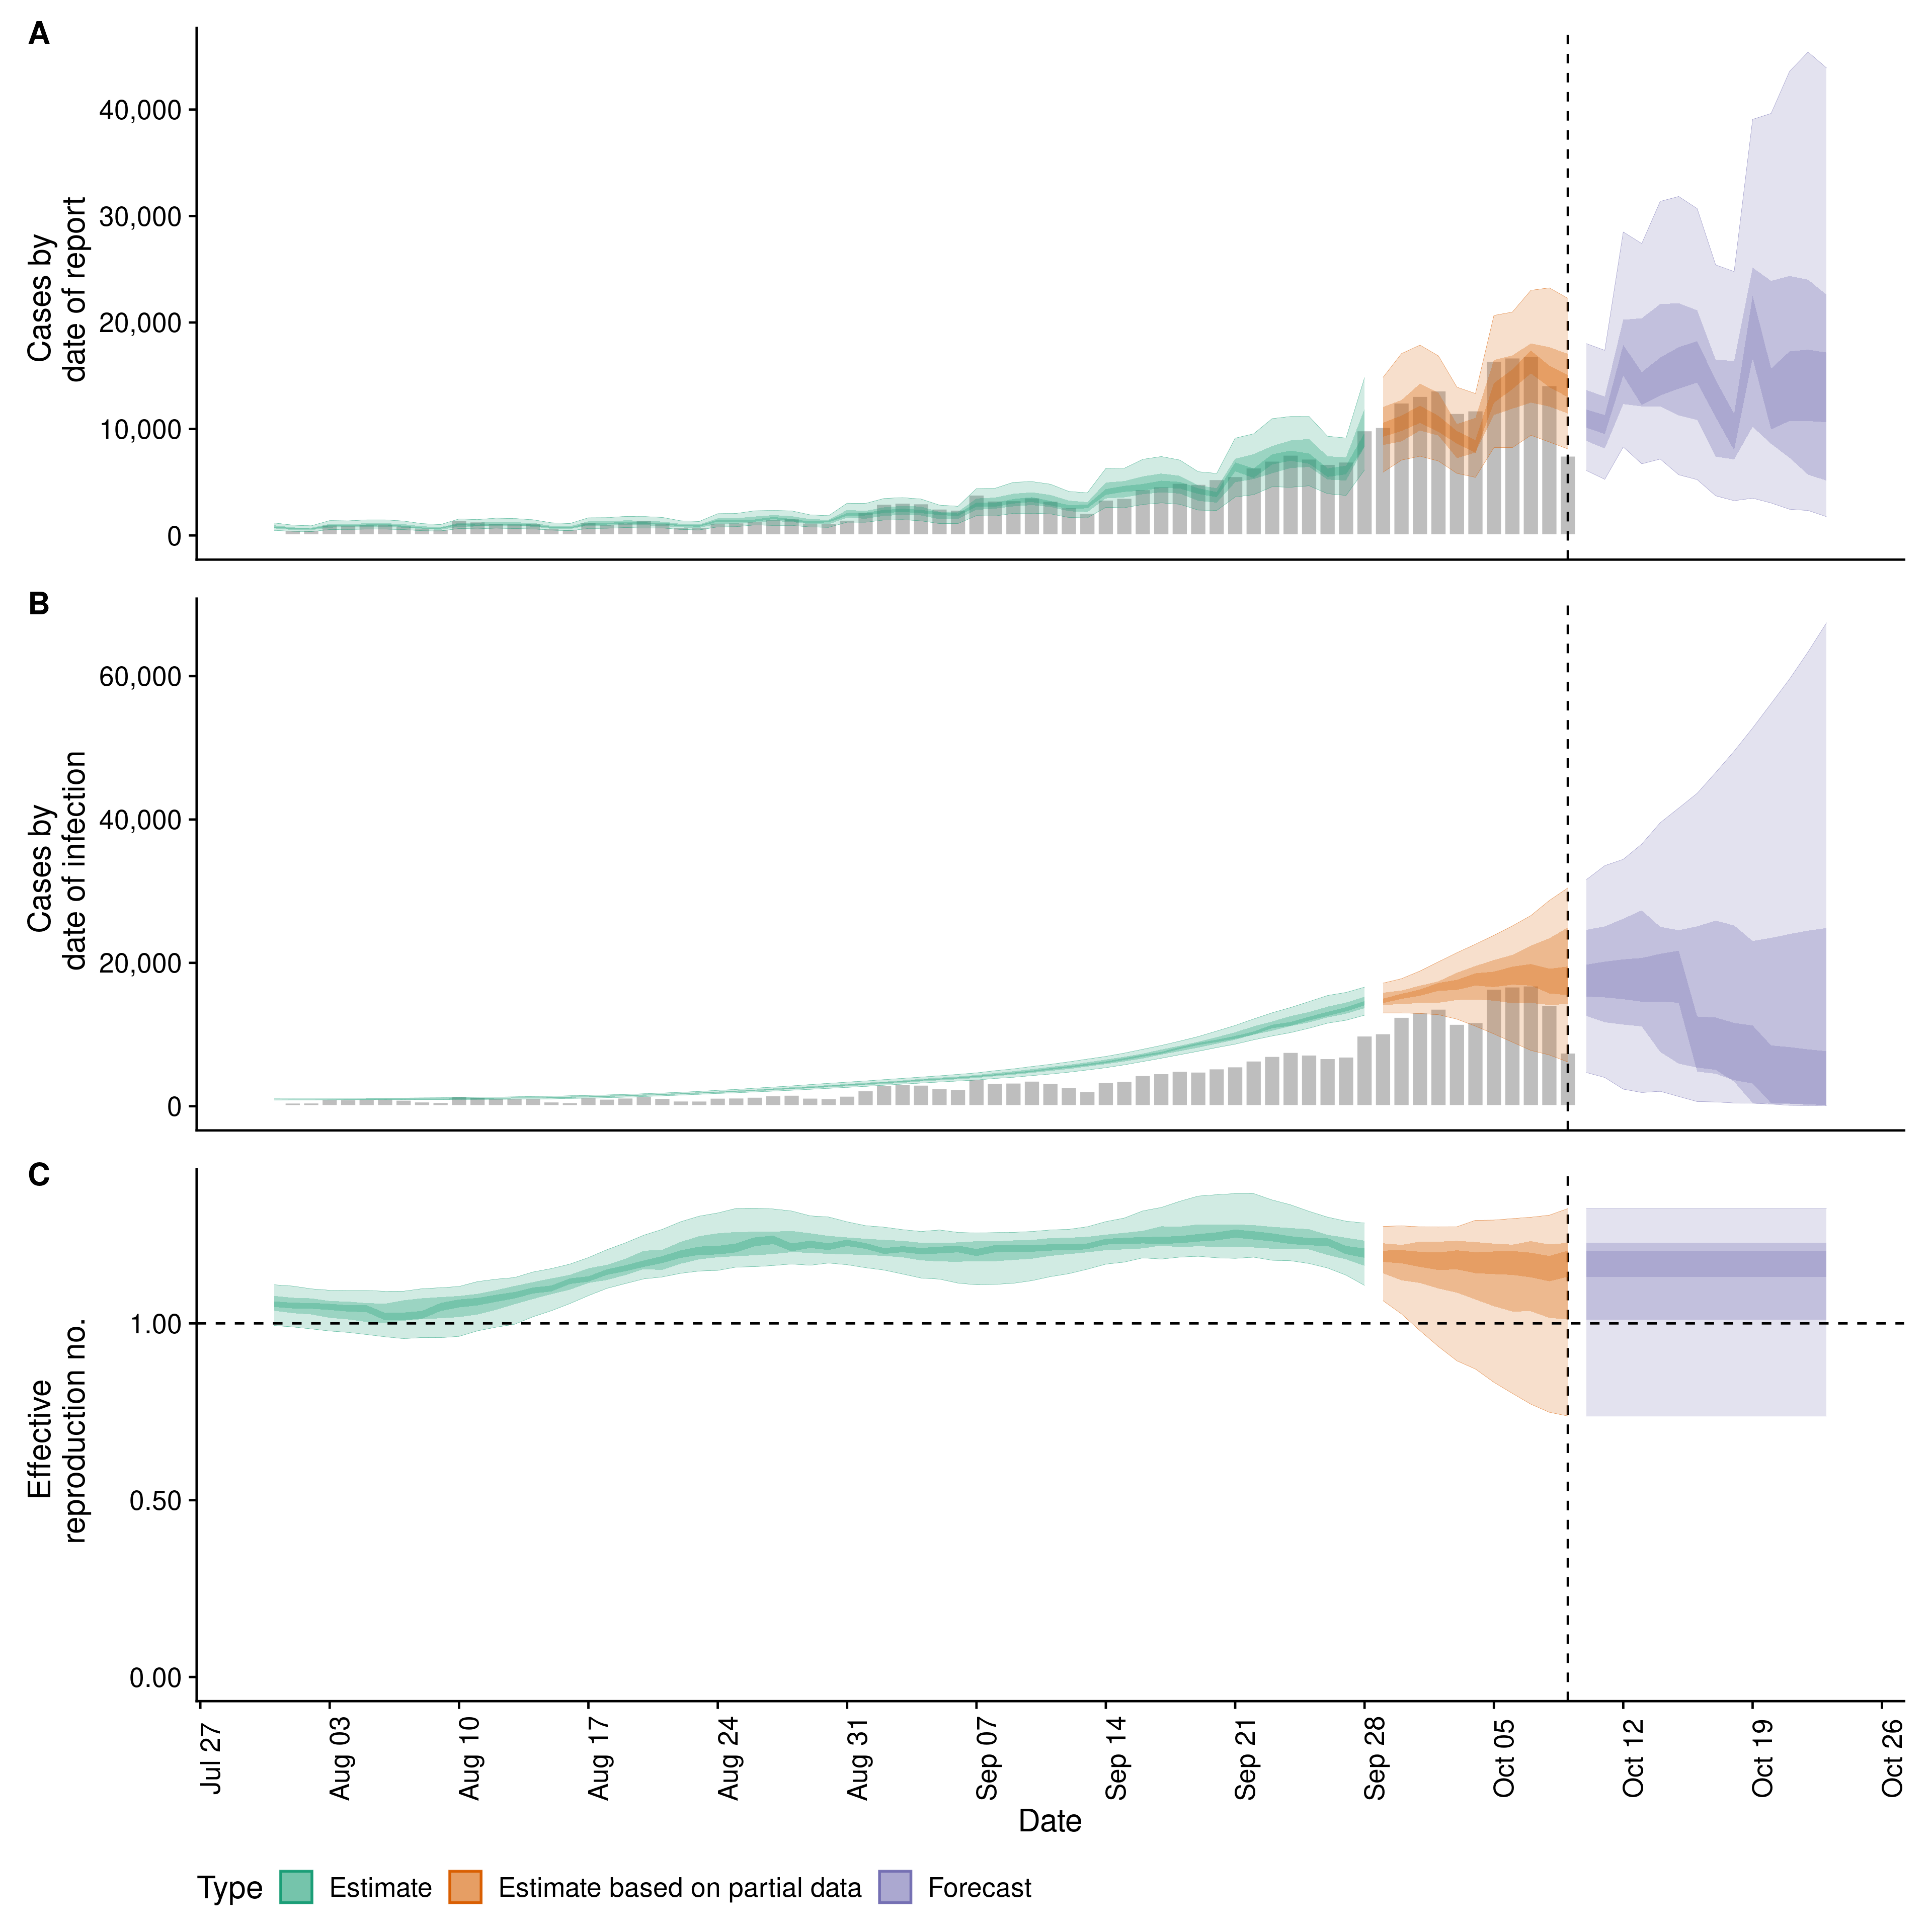 A
Cases by
date of report
40,000
30,000
20,000
10,000
0
B
Cases by
date of infection
60,000
40,000
20,000
0
C
Effective
reproduction no.
1.00
0.50
0.00
Jul 27
Aug 03
Aug 10
Aug 17
Aug 24
Aug 31
Sep 07
Sep 14
Sep 21
Sep 28
Oct 05
Oct 12
Oct 19
Oct 26
Date
Type Estimate Estimate based on partial data Forecast